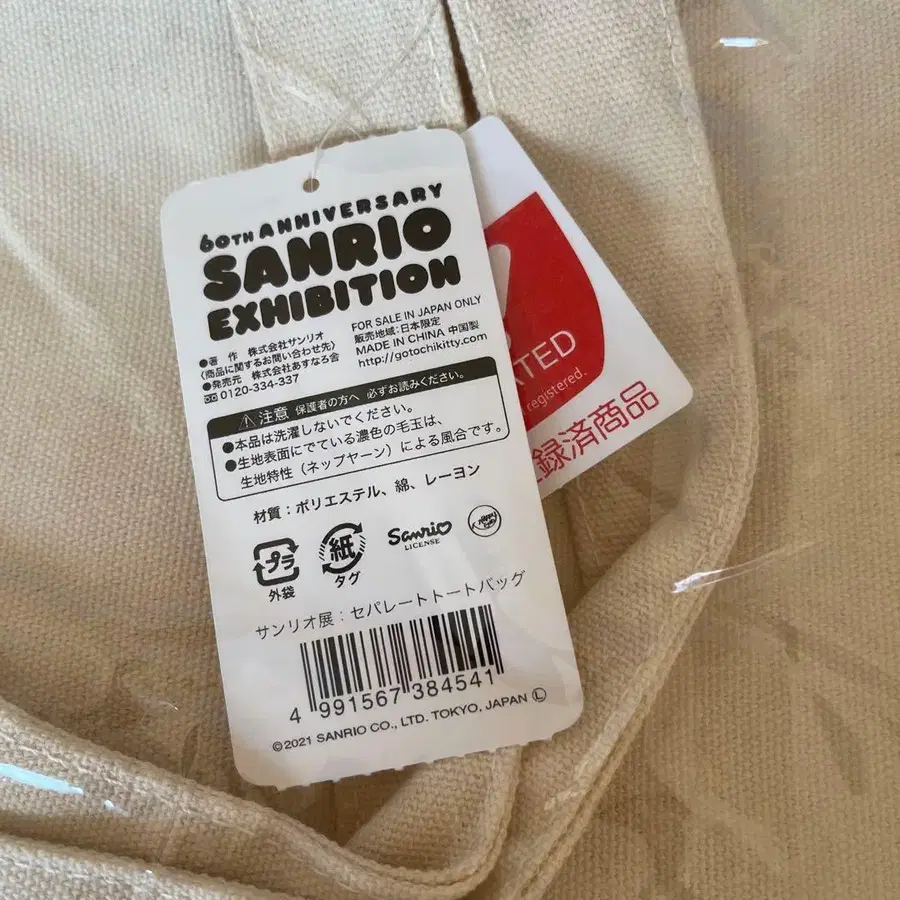 60TH ANNIVERSARY
SANRIO
EXHIBITION
●著 作 株式会社サンリオ
〈商品に関するお問い合わせ先〉
●発売元 株式会社あすなろ舎
0120-334-337
FOR SALE IN JAPAN ONLY
販売地域:日本限定
MADE IN CHINA 中国製
http://gotochikitty.com
⚠注意 保護者の方へ 必ずお読みください。
●本品は洗濯しないでください。
●生地表面にでている濃色の毛玉は、
生地特性(ネップヤーン)による風合です。
材質:ポリエステル、綿、レーヨン
プラ
外袋
紙
タグ
Sanrio
LICENSE
サンリオ展:セパレートトートバッグ
4 991567 384541
©2021 SANRIO CO., LTD. TOKYO, JAPAN Ⓛ
registered.
録済商品